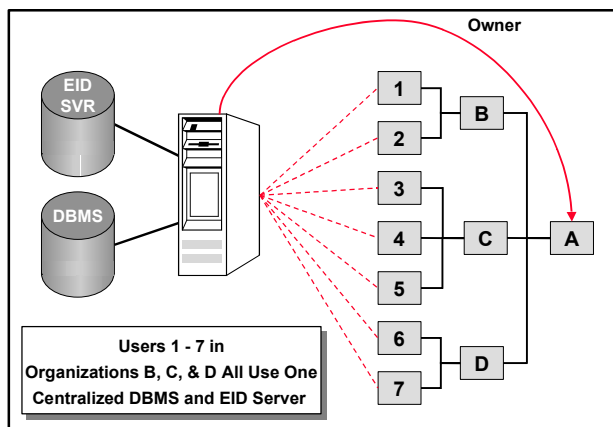 Owner
EID
SVR
DBMS
1
2
3
4
5
6
7
B
C
D
A
Users 1 - 7 in
Organizations B, C, & D All Use One
Centralized DBMS and EID Server